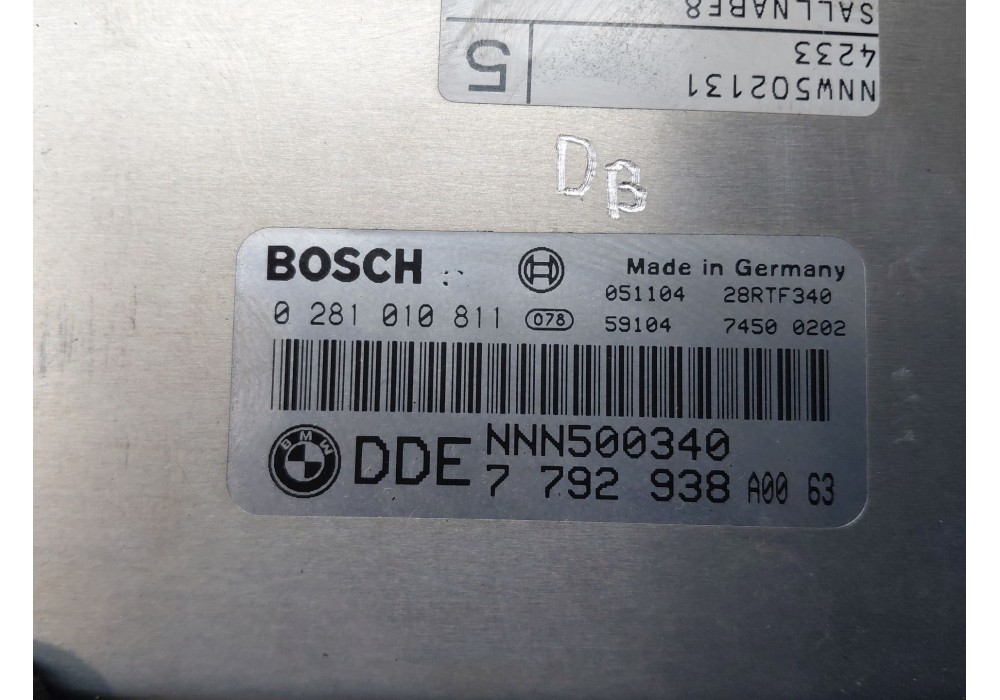 SALLNABE8
4233
NNW502131
5
DB
BOSCH
Made in Germany
051104 28RTF340
0 281 010 811 078 59104 7450 0202
BMW
DDE NNN500340
7 792 938 A00 63